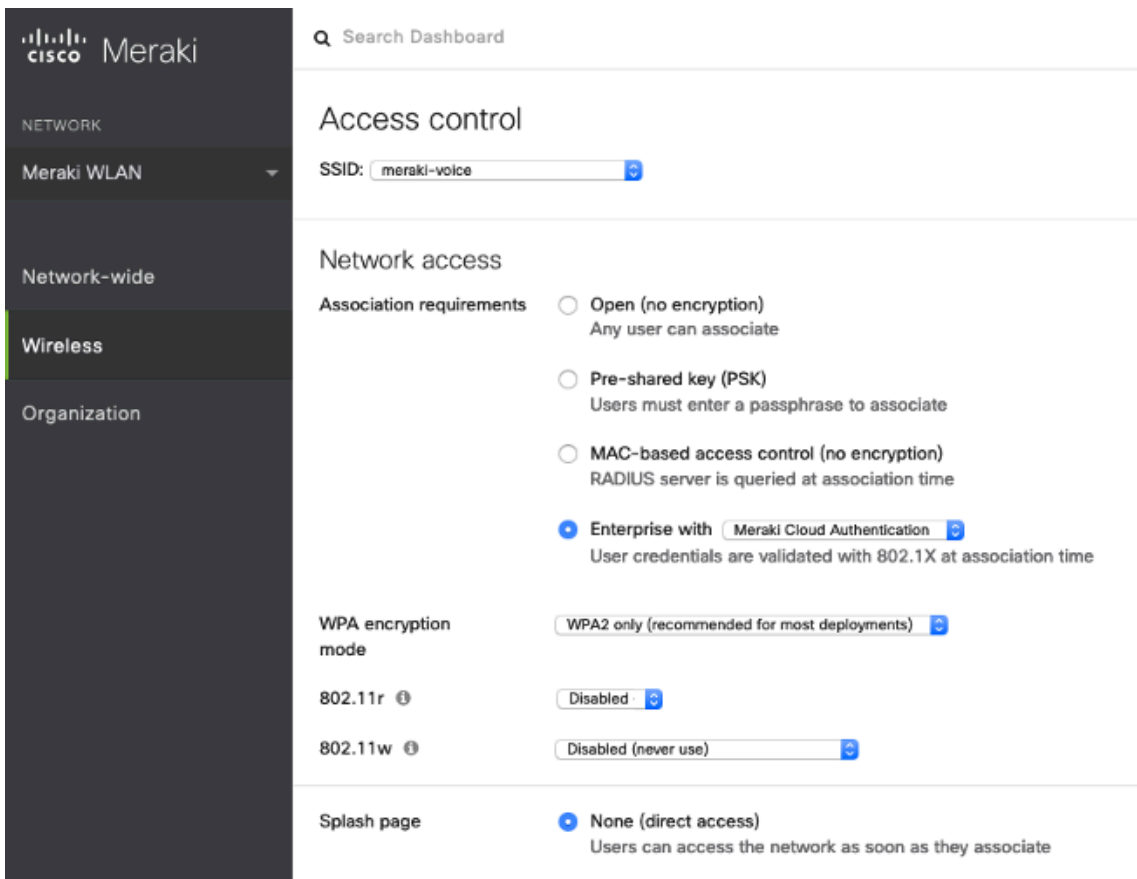 cisco Meraki
Search Dashboard
NETWORK
Meraki WLAN
Network-wide
Wireless
Organization
Access control
SSID: meraki-voice
Network access
Association requirements
Open (no encryption)
Any user can associate
Pre-shared key (PSK)
Users must enter a passphrase to associate
MAC-based access control (no encryption)
RADIUS server is queried at association time
Enterprise with Meraki Cloud Authentication
User credentials are validated with 802.1X at association time
WPA encryption
mode
WPA2 only (recommended for most deployments)
802.11r Disabled
802.11w Disabled (never use)
Splash page
None (direct access)
Users can access the network as soon as they associate